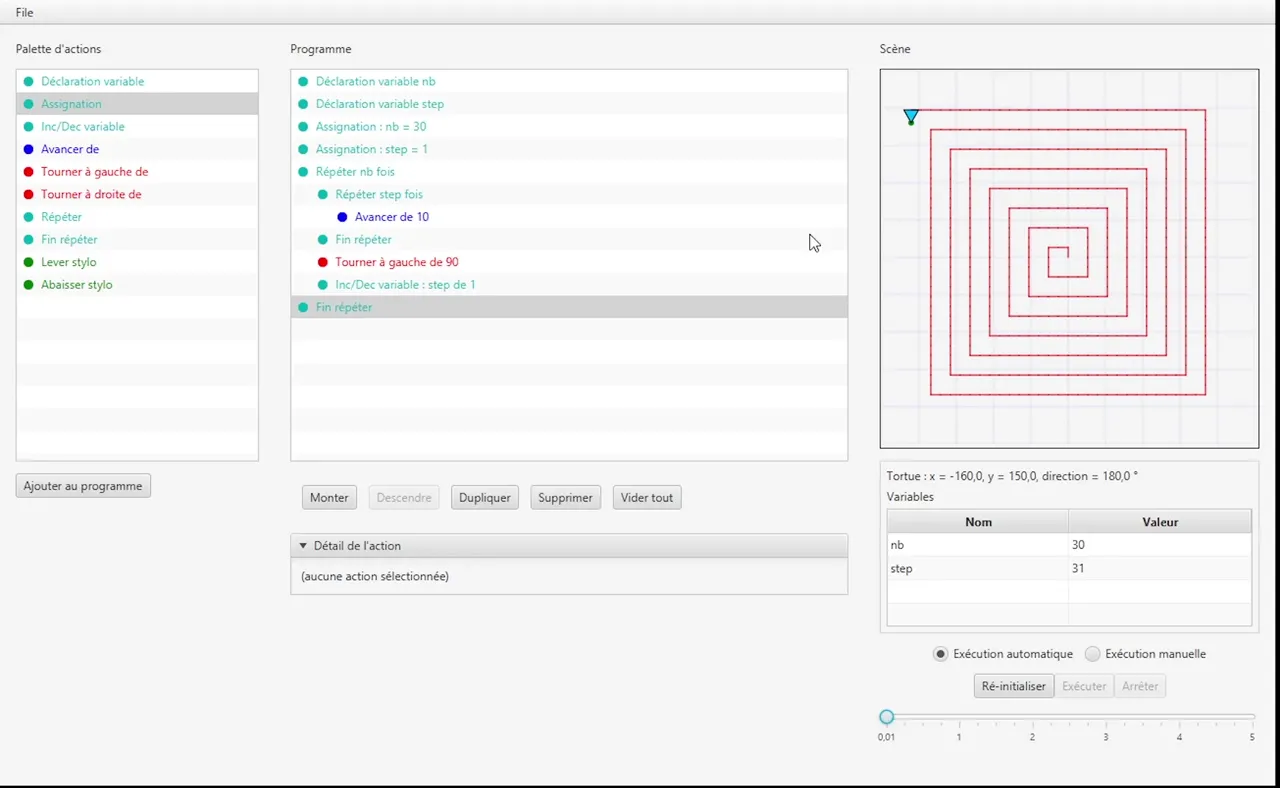 File
Palette d'actions
Déclaration variable
Assignation
Inc/Dec variable
Avancer de
Tourner à gauche de
Tourner à droite de
Répéter
Fin répéter
Lever stylo
Abaisser stylo
Ajouter au programme
Programme
Déclaration variable nb
Déclaration variable step
Assignation : nb = 30
Assignation : step = 1
Répéter nb fois
Répéter step fois
Avancer de 10
Fin répéter
Tourner à gauche de 90
Inc/Dec variable : step de 1
Fin répéter
Monter Descendre Dupliquer Supprimer Vider tout
Détail de l'action
(aucune action sélectionnée)
Scène
Tortue : x = -160,0, y = 150,0, direction = 180,0 °
Variables
Nom Valeur
nb 30
step 31
Exécution automatique Exécution manuelle
Ré-initialiser Exécuter Arrêter
0,01 1 2 3 4 5